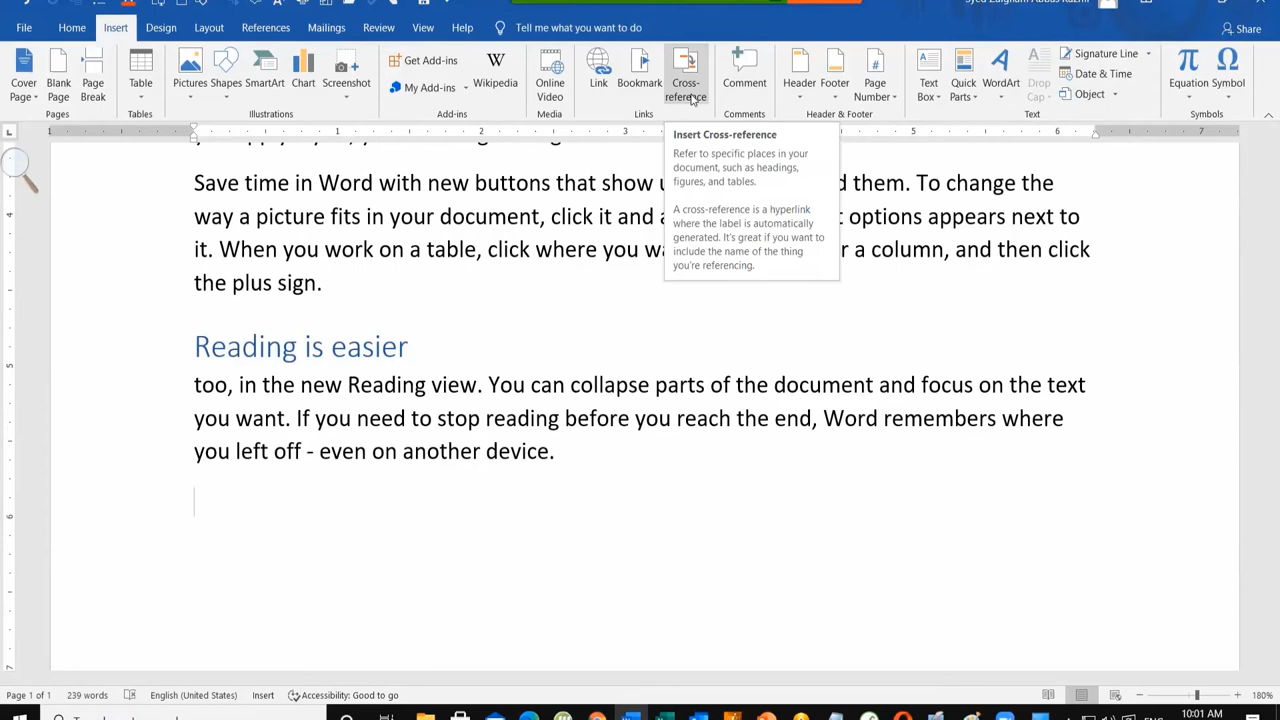 File Home Insert Design Layout References Mailings Review View Help Tell me what you want to do Share
Cover Page Blank Page Page Break Table Pictures Shapes SmartArt Chart Screenshot Get Add-ins My Add-ins Wikipedia Online Video Link Bookmark Cross-reference Comment Header Footer Page Number Text Box Quick Parts WordArt Drop Cap Signature Line Date & Time Object Equation Symbol
Pages Tables Illustrations Add-ins Media Links Comments Header & Footer Text Symbols
1 1 2 3 5 7
Insert Cross-reference
Refer to specific places in your
document, such as headings,
figures, and tables.
A cross-reference is a hyperlink
where the label is automatically
generated. It's great if you want to
include the name of the thing
you're referencing.
Save time in Word with new buttons that show u d them. To change the
way a picture fits in your document, click it and a t options appears next to
it. When you work on a table, click where you wa r a column, and then click
the plus sign.
4
Reading is easier
5
too, in the new Reading view. You can collapse parts of the document and focus on the text
you want. If you need to stop reading before you reach the end, Word remembers where
you left off - even on another device.
6
7
Page 1 of 1 239 words English (United States) Insert Accessibility: Good to go 180%
10:01 AM